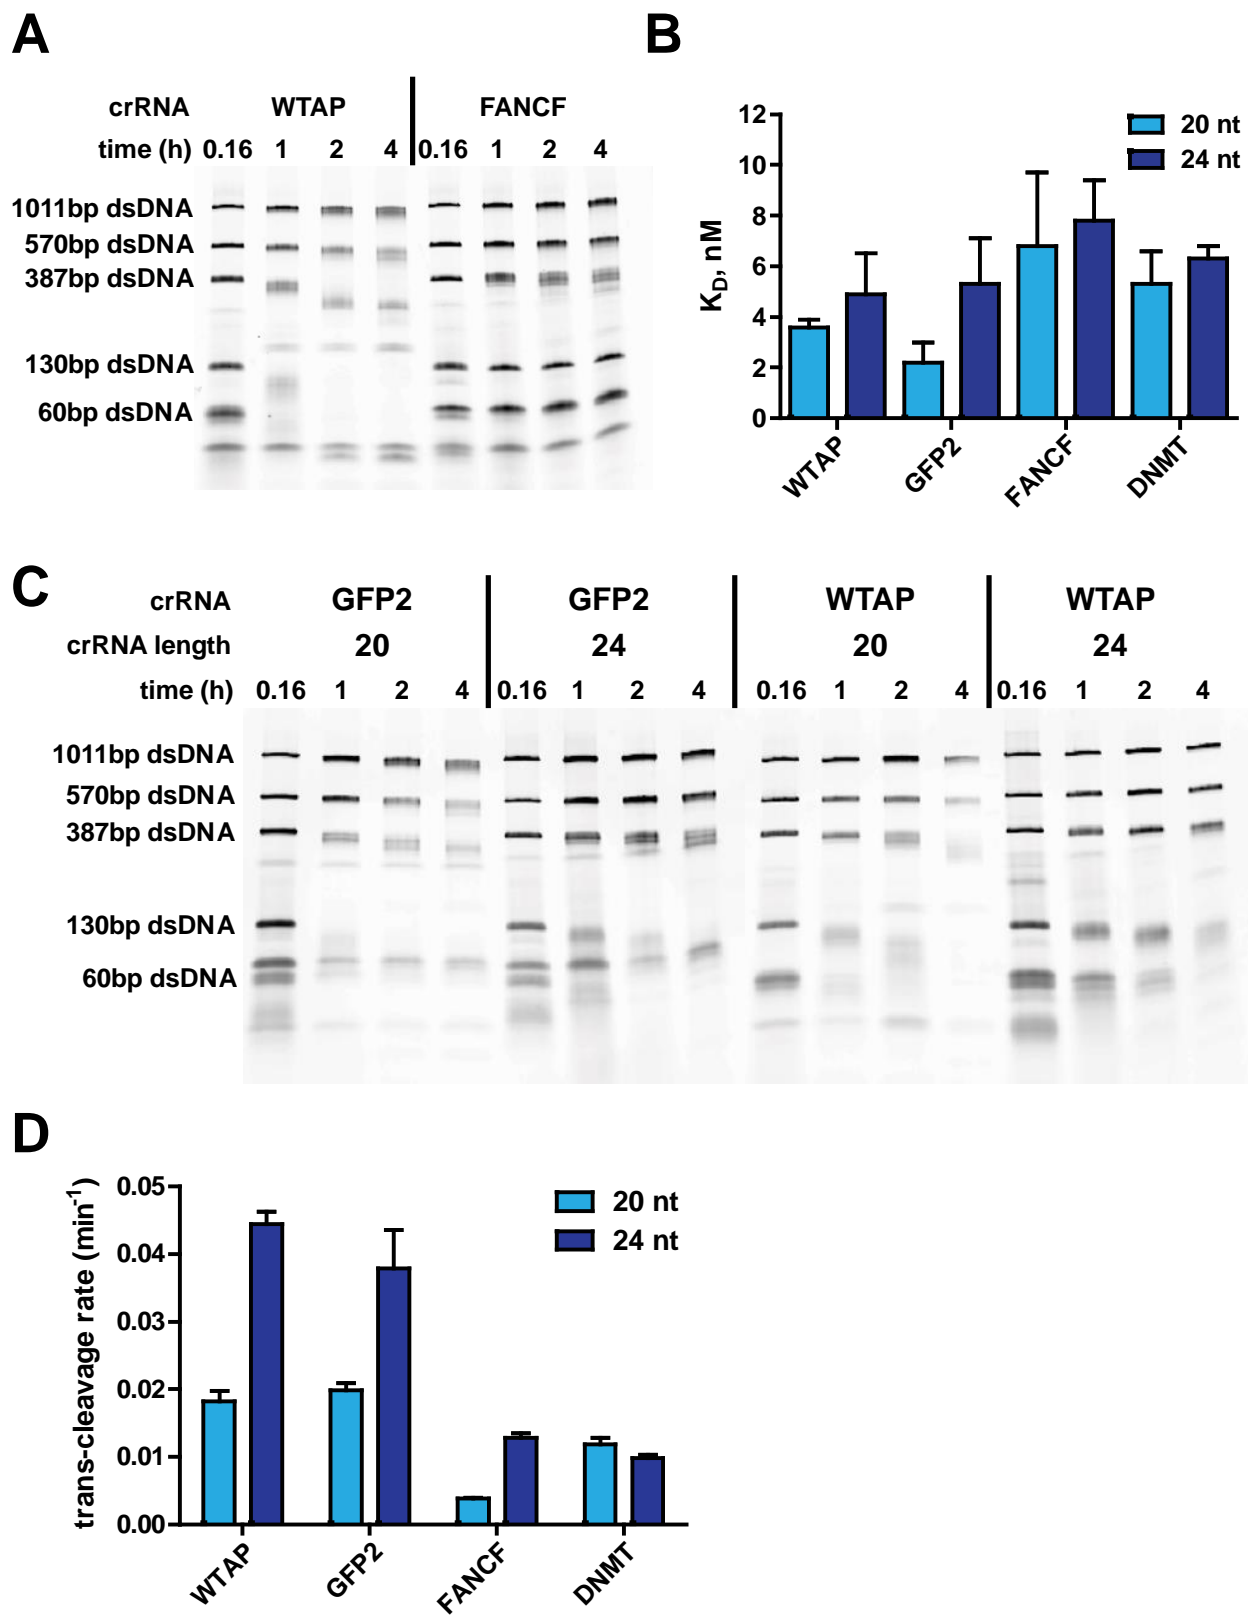 A
crRNA WTAP FANCF
time (h) 0.16 1 2 4 0.16 1 2 4
1011bp dsDNA
570bp dsDNA
387bp dsDNA
130bp dsDNA
60bp dsDNA
B
12
10
8
6
4
2
0
K_D, nM
20 nt
24 nt
WTAP GFP2 FANCF DNMT
C
crRNA GFP2 GFP2 WTAP WTAP
crRNA length 20 24 20 24
time (h) 0.16 1 2 4 0.16 1 2 4 0.16 1 2 4 0.16 1 2 4
1011bp dsDNA
570bp dsDNA
387bp dsDNA
130bp dsDNA
60bp dsDNA
D
trans-cleavage rate (min⁻¹)
0.05
0.04
0.03
0.02
0.01
0.00
20 nt
24 nt
WTAP GFP2 FANCF DNMT